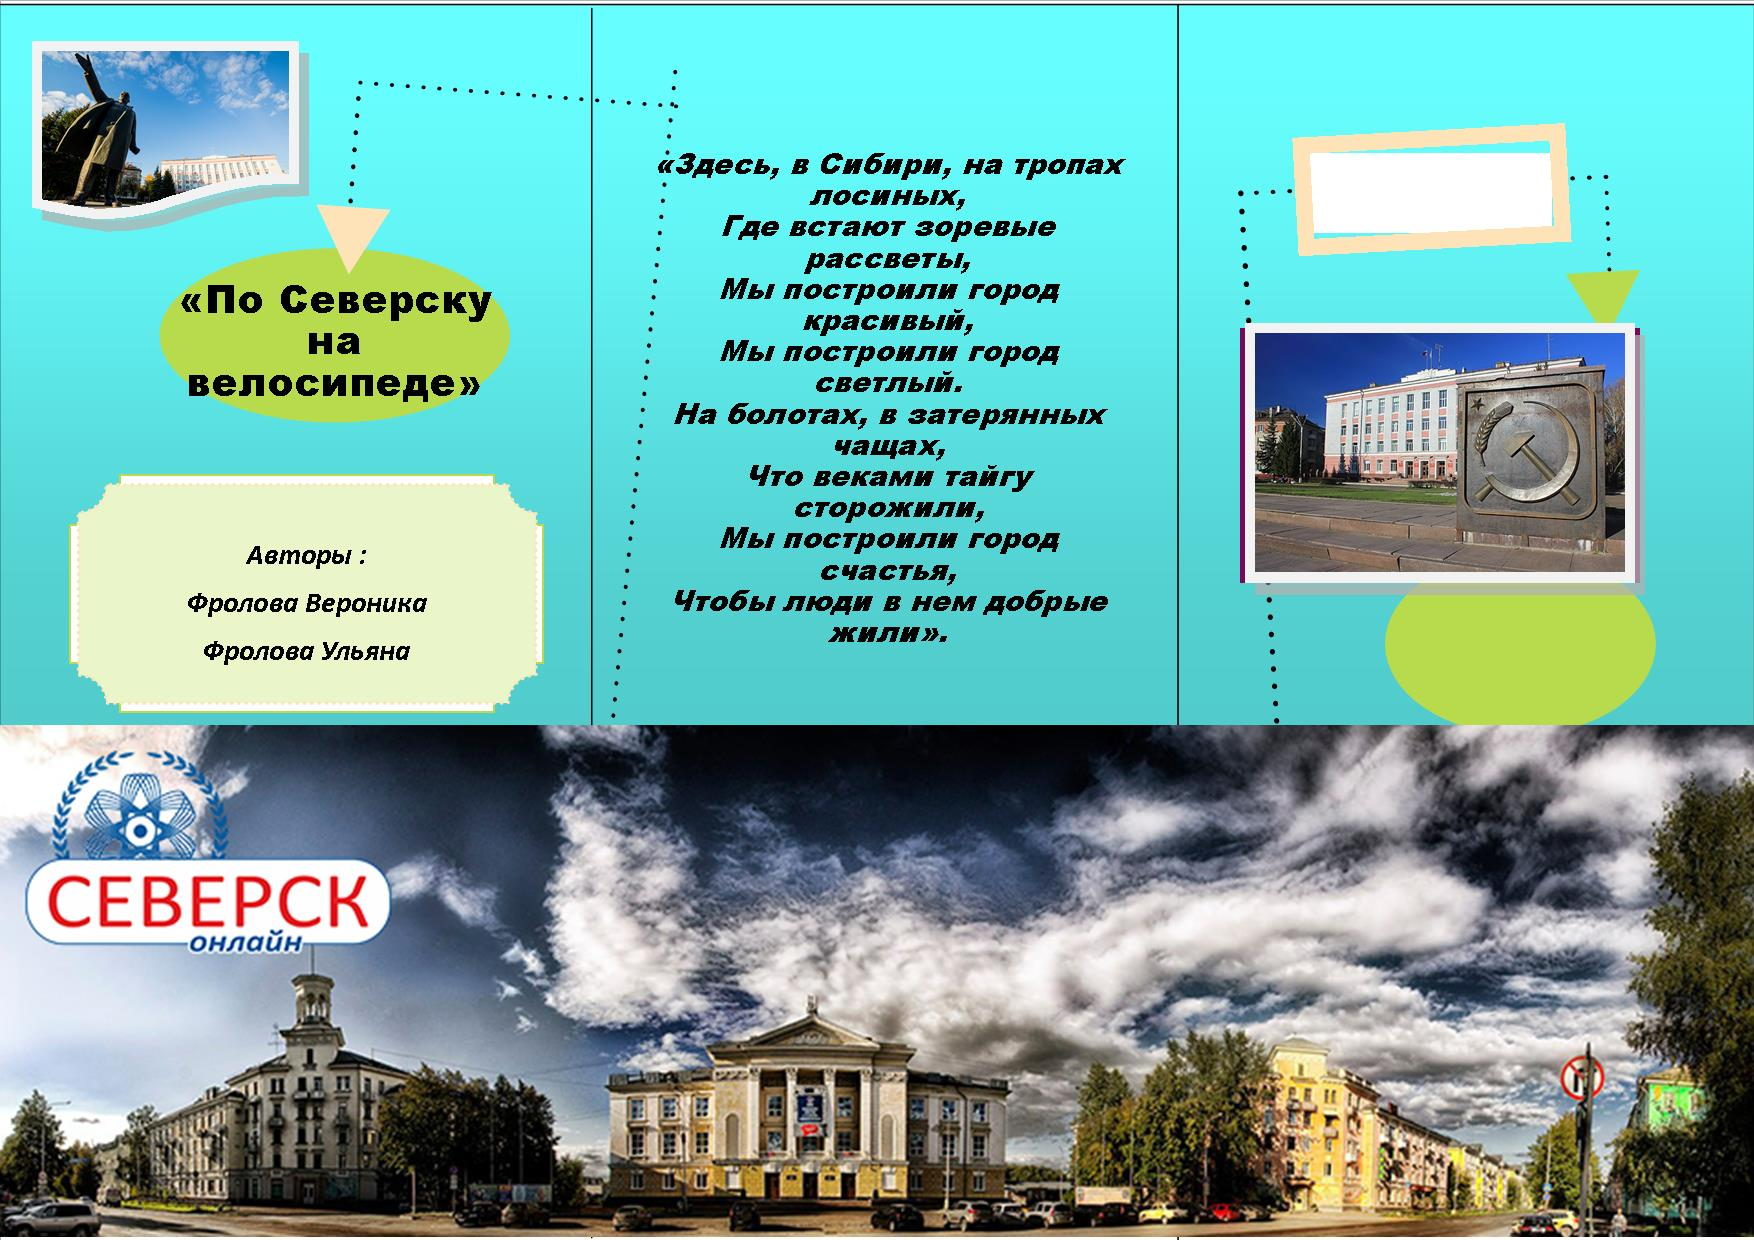 «По Северску
на
велосипеде»
Авторы :
Фролова Вероника
Фролова Ульяна
«Здесь, в Сибири, на тропах
лосиных,
Где встают зоревые
рассветы,
Мы построили город
красивый,
Мы построили город
светлый.
На болотах, в затерянных
чащах,
Что веками тайгу
сторожили,
Мы построили город
счастья,
Чтобы люди в нем добрые
жили».
СЕВЕРСК
онлайн